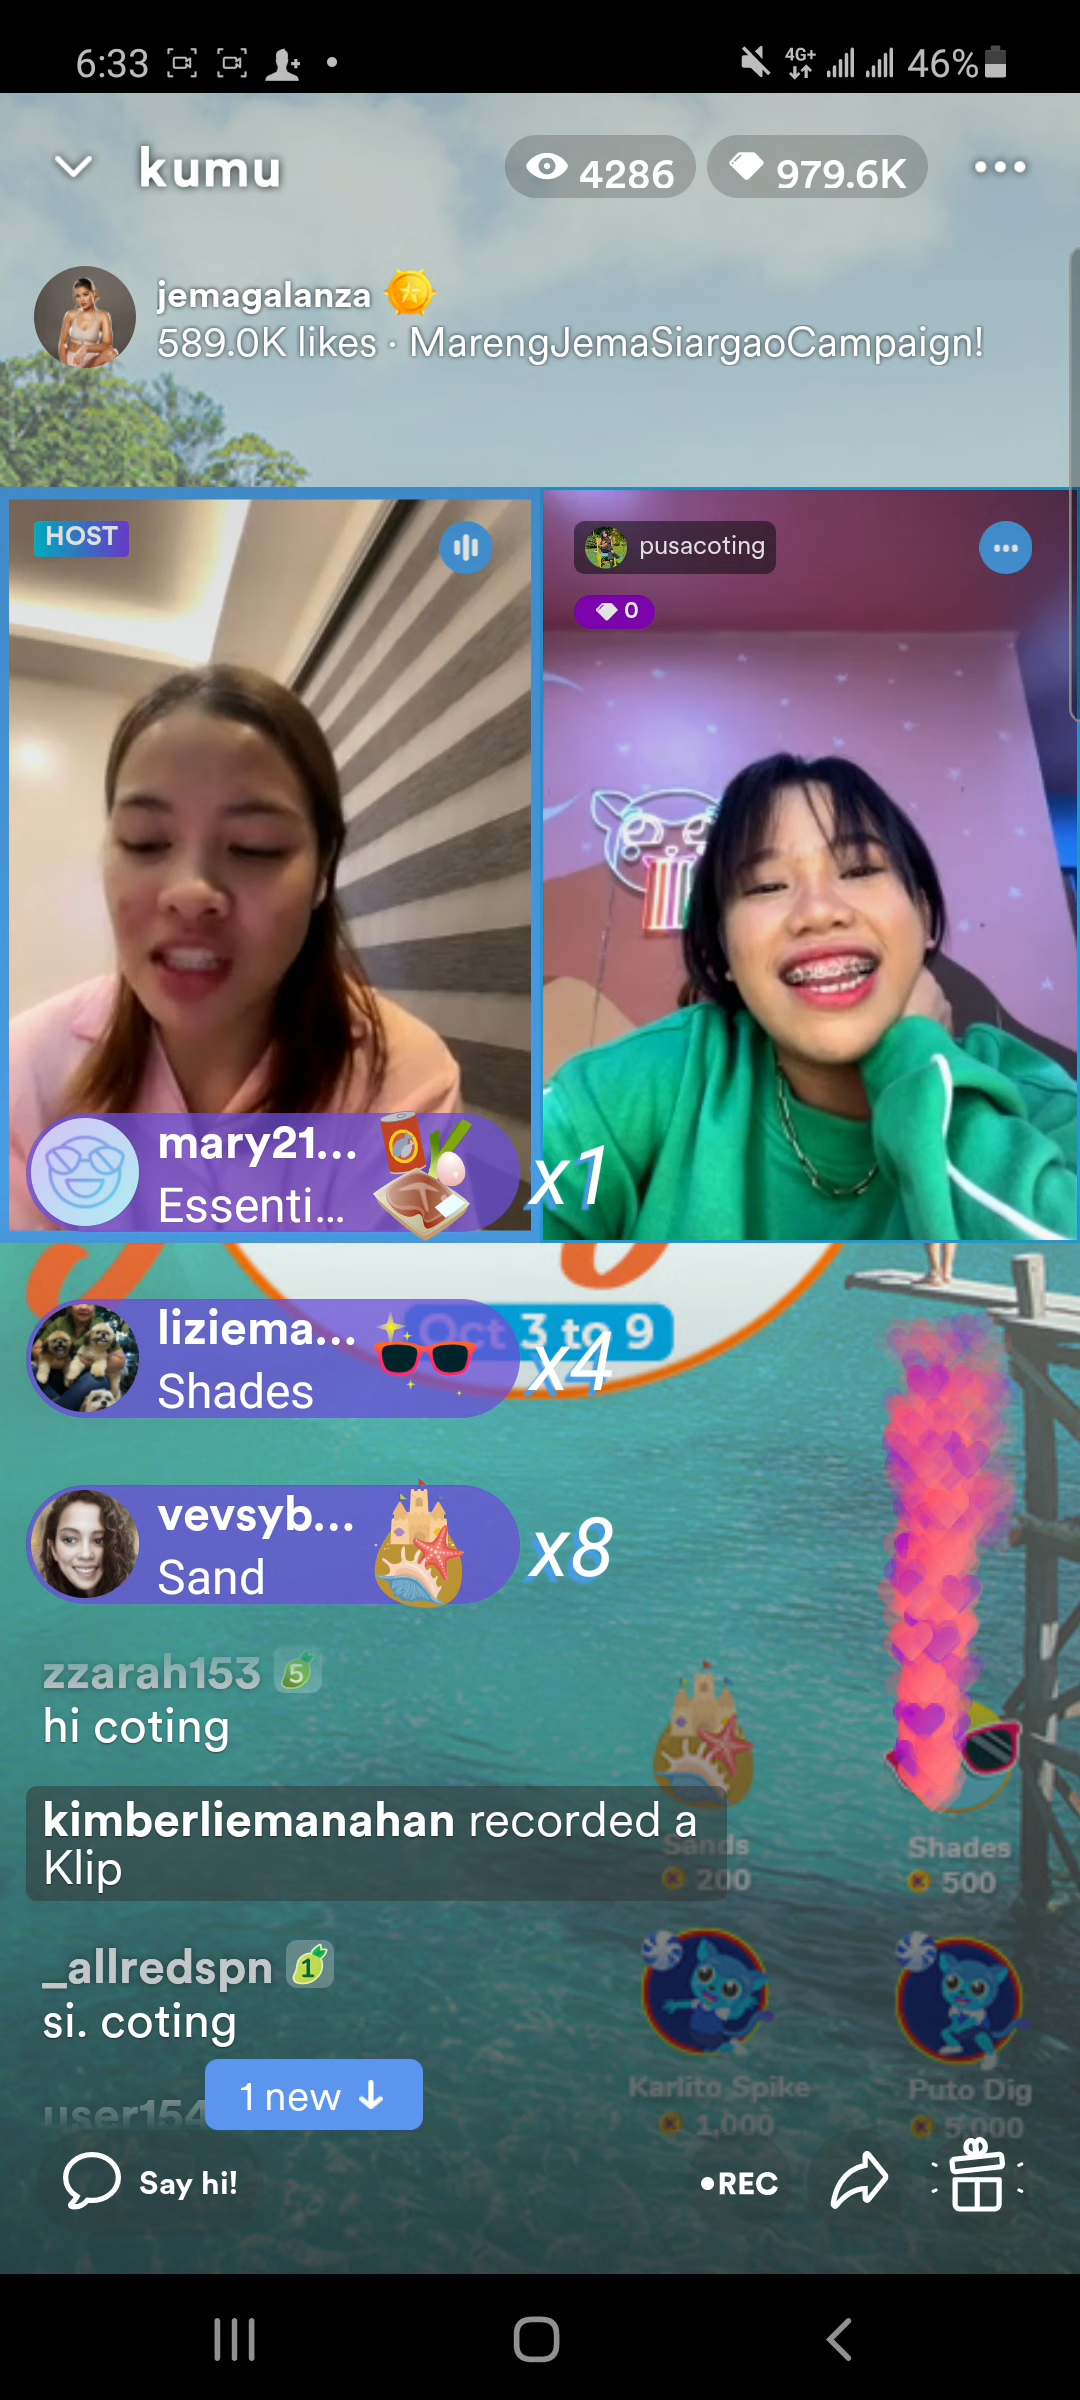 6:33
4G+
46%
kumu
4286
979.6K
jemagalanza
589.0K likes · MarengJemaSiargaoCampaign!
HOST
pusacoting
0
mary21...
Essenti...
x1
Oct 3 to 9
liziema...
Shades
x4
vevsyb...
Sand
x8
zzarah153 5
hi coting
kimberliemanahan recorded a
Klip
Sands
200
Shades
500
_allredspn 1
si. coting
Karlito Spike
1,000
Puto Dig
5,000
user154
1 new
Say hi!
•REC